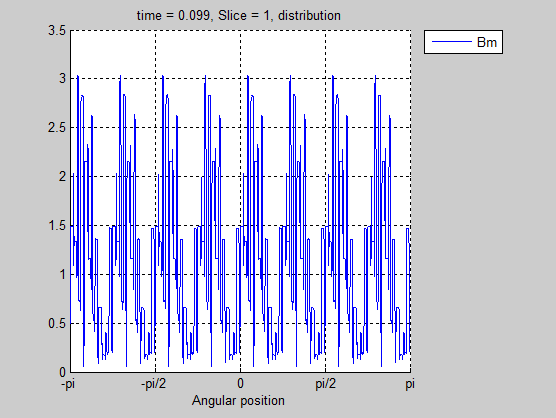 time = 0.099, Slice = 1, distribution
Bm
3.5
3
2.5
2
1.5
1
0.5
0
-pi -pi/2 0 pi/2 pi
Angular position